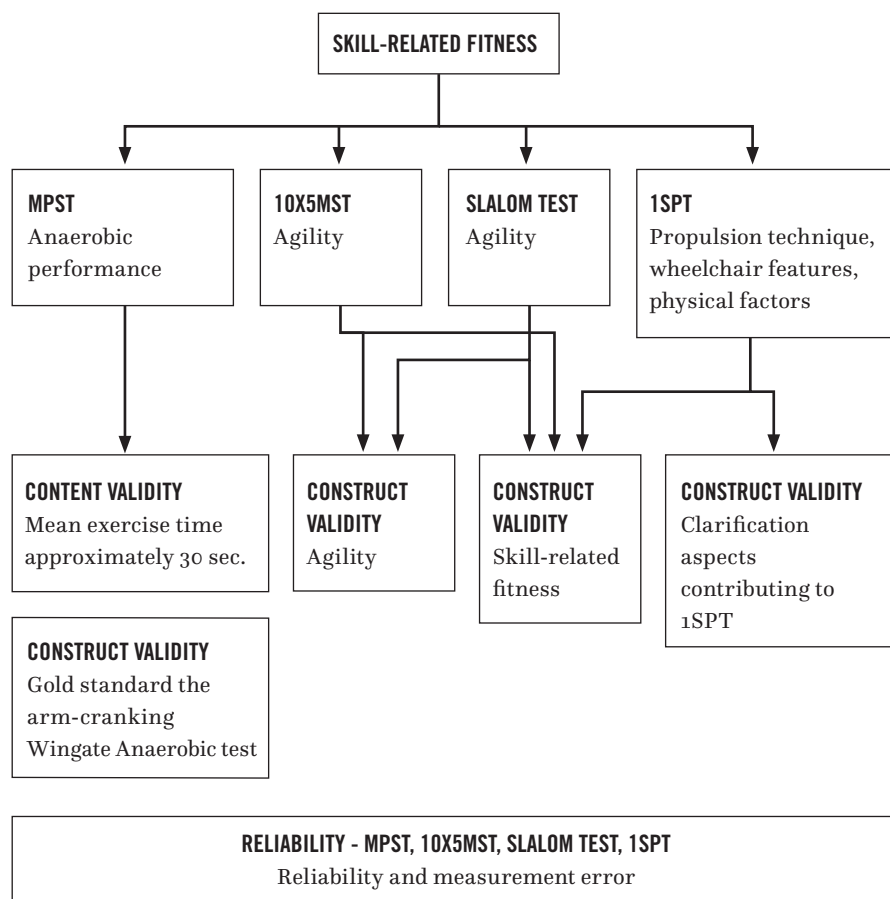 SKILL-RELATED FITNESS
MPST
Anaerobic
performance
10X5MST
Agility
SLALOM TEST
Agility
1SPT
Propulsion technique,
wheelchair features,
physical factors
CONTENT VALIDITY
Mean exercise time
approximately 30 sec.
CONSTRUCT
VALIDITY
Agility
CONSTRUCT
VALIDITY
Skill-related
fitness
CONSTRUCT VALIDITY
Clarification
aspects
contributing to
1SPT
CONSTRUCT VALIDITY
Gold standard the
arm-cranking
Wingate Anaerobic test
RELIABILITY - MPST, 10X5MST, SLALOM TEST, 1SPT
Reliability and measurement error